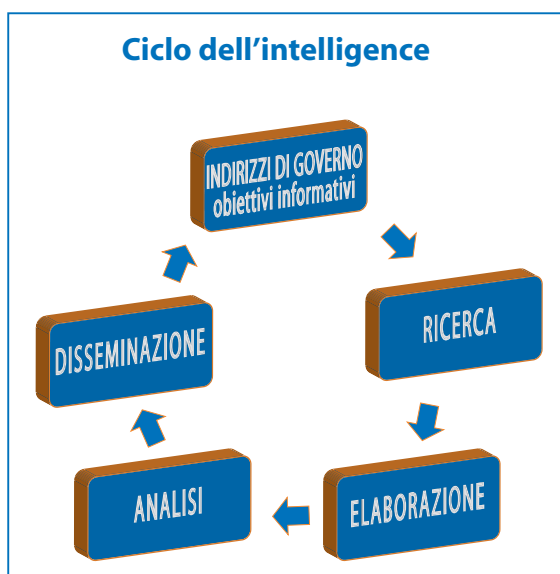 Ciclo dell’intelligence
INDIRIZZI DI GOVERNO
obiettivi informativi
RICERCA
ELABORAZIONE
ANALISI
DISSEMINAZIONE